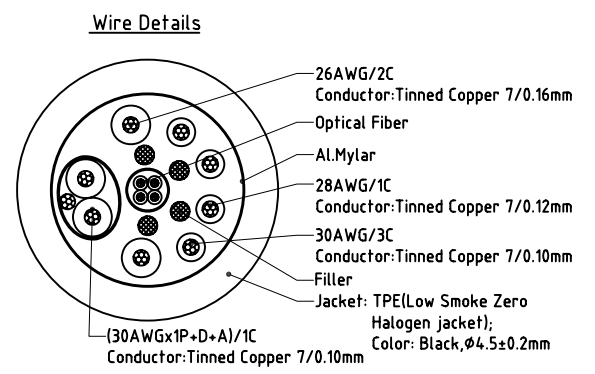 Wire Details
26AWG/2C
Conductor:Tinned Copper 7/0.16mm
Optical Fiber
Al.Mylar
28AWG/1C
Conductor:Tinned Copper 7/0.12mm
30AWG/3C
Conductor:Tinned Copper 7/0.10mm
Filler
Jacket: TPE(Low Smoke Zero
Halogen jacket);
Color: Black,Φ4.5±0.2mm
(30AWGx1P+D+A)/1C
Conductor:Tinned Copper 7/0.10mm